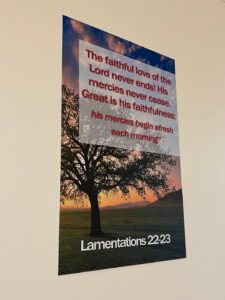 The faithful love of the
Lord never ends! His
mercies never cease.
Great is his faithfulness;
his mercies begin afresh
each morning"
Lamentations 22-23